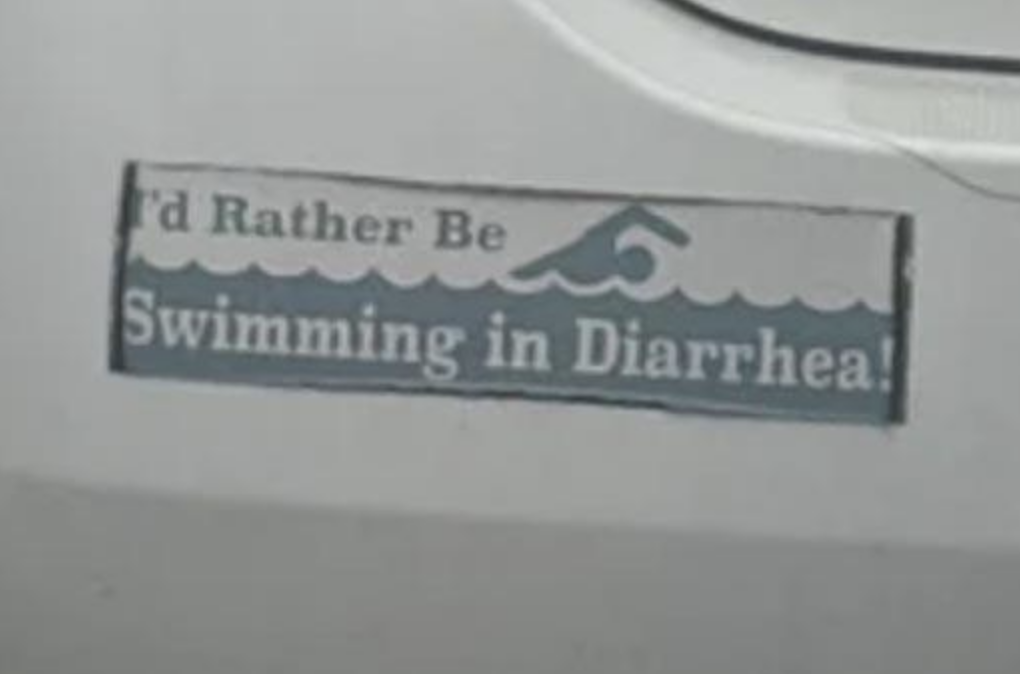 I'd Rather Be
Swimming in Diarrhea!